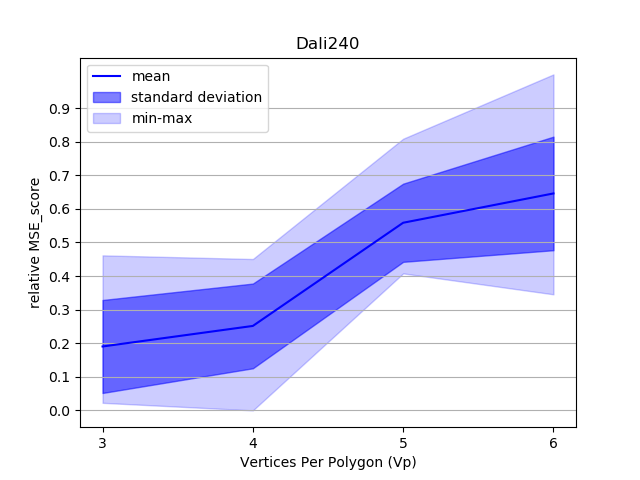 Dali240
mean
standard deviation
min-max
relative MSE_score
0.9
0.8
0.7
0.6
0.5
0.4
0.3
0.2
0.1
0.0
3 4 5 6
Vertices Per Polygon (Vp)